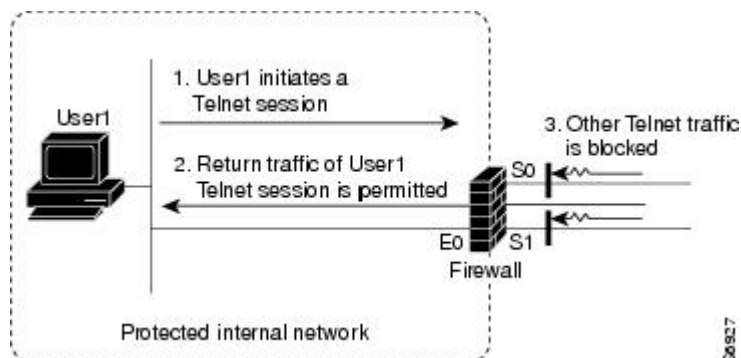 1. User1 initiates a
Telnet session
User1
3. Other Telnet traffic
is blocked
2. Return traffic of User1
Telnet session is permitted
S0
E0
S1
Firewall
Protected internal network